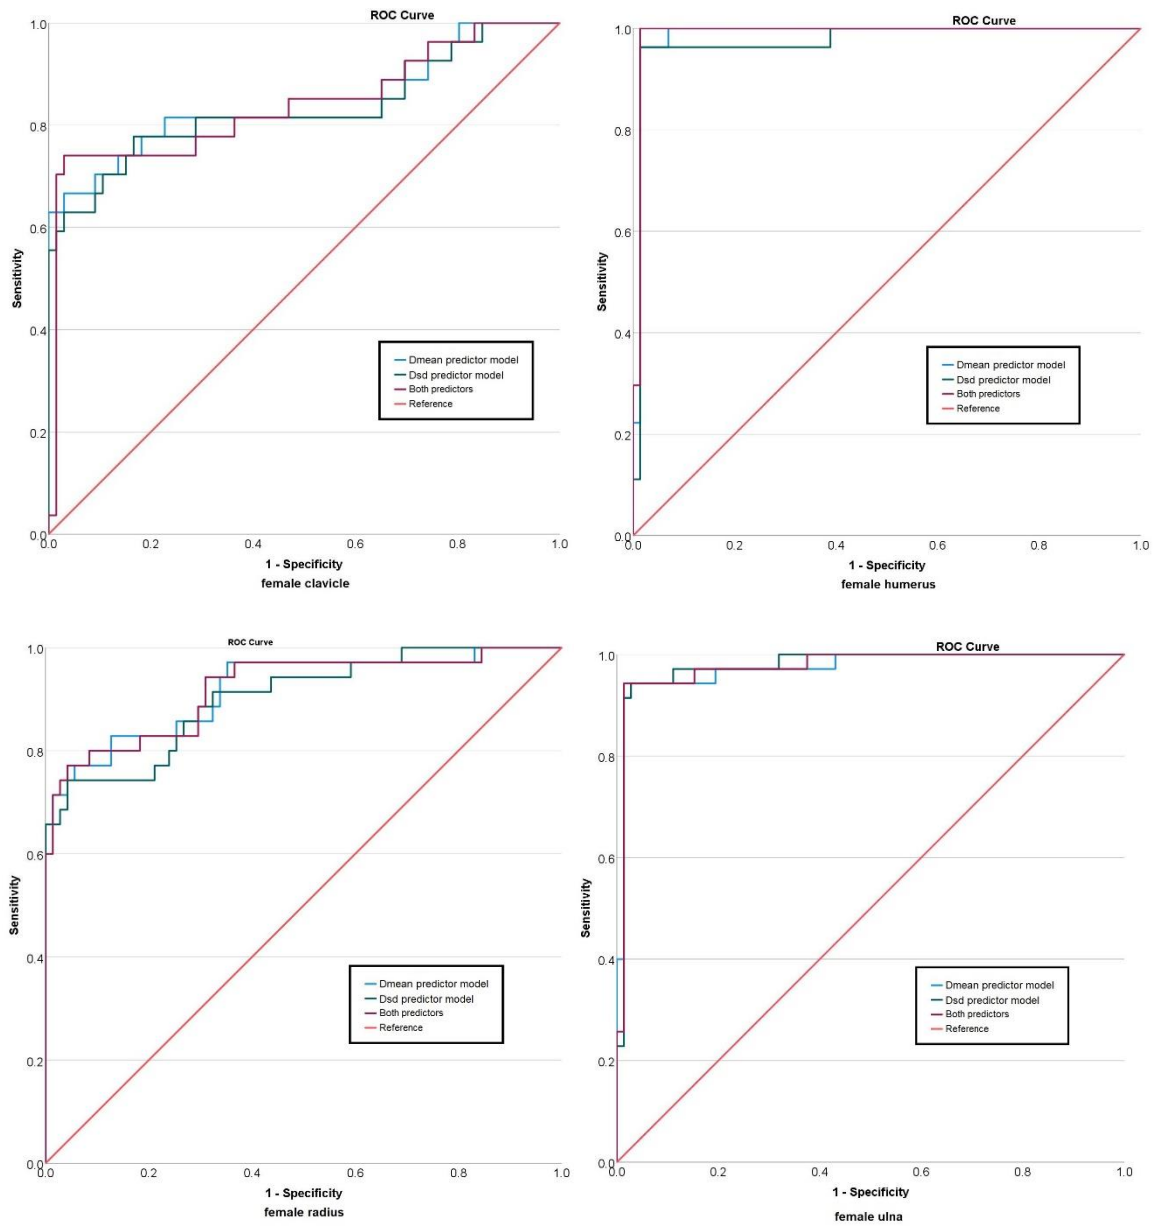 ROC Curve
1.0
0.8
0.6
0.4
0.2
0.0
Sensitivity
Dmean predictor model
Dsd predictor model
Both predictors
Reference
0.0 0.2 0.4 0.6 0.8 1.0
1 - Specificity
female clavicle
ROC Curve
1.0
0.8
0.6
0.4
0.2
0.0
Sensitivity
Dmean predictor model
Dsd predictor model
Both predictors
Reference
0.0 0.2 0.4 0.6 0.8 1.0
1 - Specificity
female humerus
ROC Curve
1.0
0.8
0.6
0.4
0.2
0.0
Sensitivity
Dmean predictor model
Dsd predictor model
Both predictors
Reference
0.0 0.2 0.4 0.6 0.8 1.0
1 - Specificity
female radius
ROC Curve
1.0
0.8
0.6
0.4
0.2
0.0
Sensitivity
Dmean predictor model
Dsd predictor model
Both predictors
Reference
0.0 0.2 0.4 0.6 0.8 1.0
1 - Specificity
female ulna